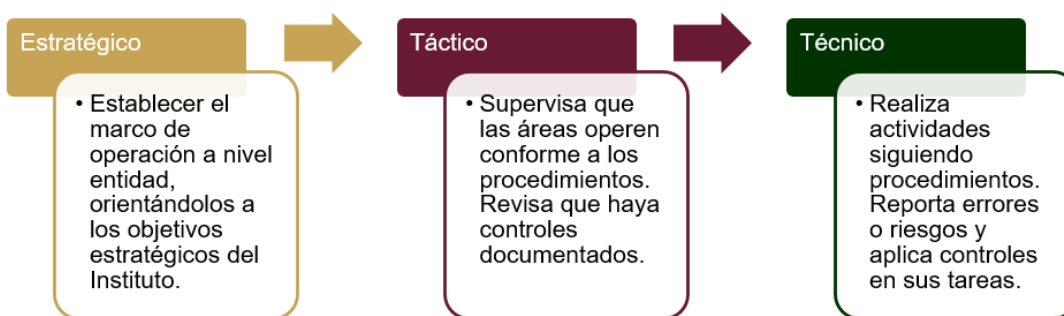 Estratégico
• Establecer el
marco de
operación a nivel
entidad,
orientándolos a
los objetivos
estratégicos del
Instituto.
Táctico
• Supervisa que
las áreas operen
conforme a los
procedimientos.
Revisa que haya
controles
documentados.
Técnico
• Realiza
actividades
siguiendo
procedimientos.
Reporta errores
o riesgos y
aplica controles
en sus tareas.